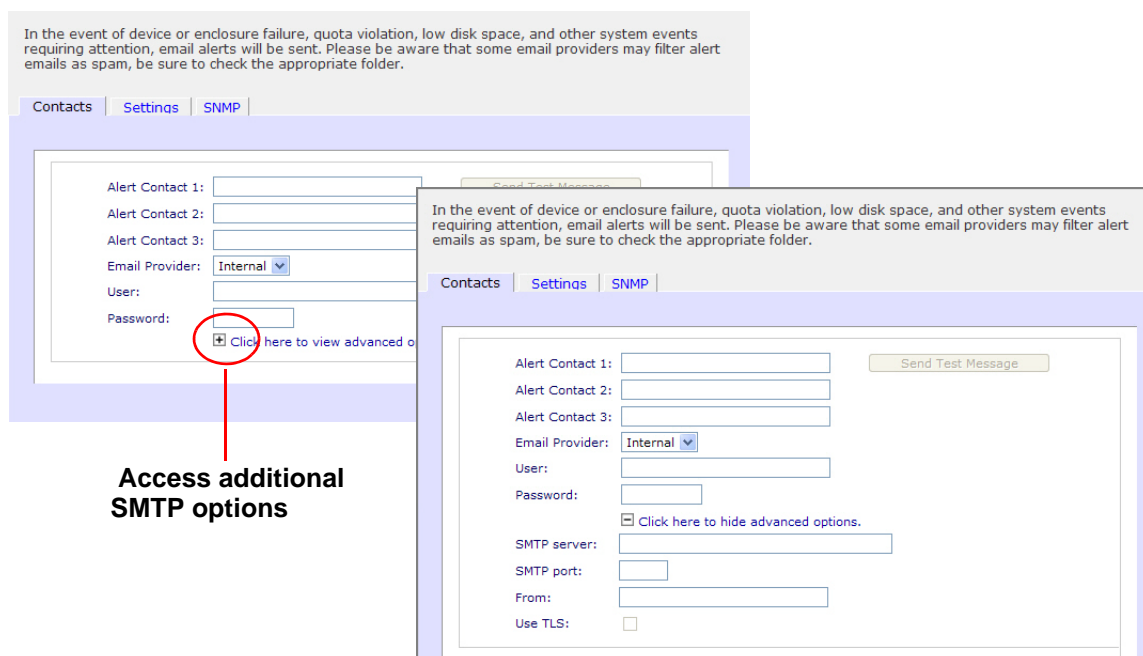 In the event of device or enclosure failure, quota violation, low disk space, and other system events
requiring attention, email alerts will be sent. Please be aware that some email providers may filter alert
emails as spam, be sure to check the appropriate folder.
Contacts Settings SNMP
Alert Contact 1: Send Test Message
Alert Contact 2:
Alert Contact 3:
Email Provider: Internal
User:
Password:
Click here to view advanced
Access additional
SMTP options
In the event of device or enclosure failure, quota violation, low disk space, and other system events
requiring attention, email alerts will be sent. Please be aware that some email providers may filter alert
emails as spam, be sure to check the appropriate folder.
Contacts Settings SNMP
Alert Contact 1: Send Test Message
Alert Contact 2:
Alert Contact 3:
Email Provider: Internal
User:
Password:
Click here to hide advanced options.
SMTP server:
SMTP port:
From:
Use TLS: